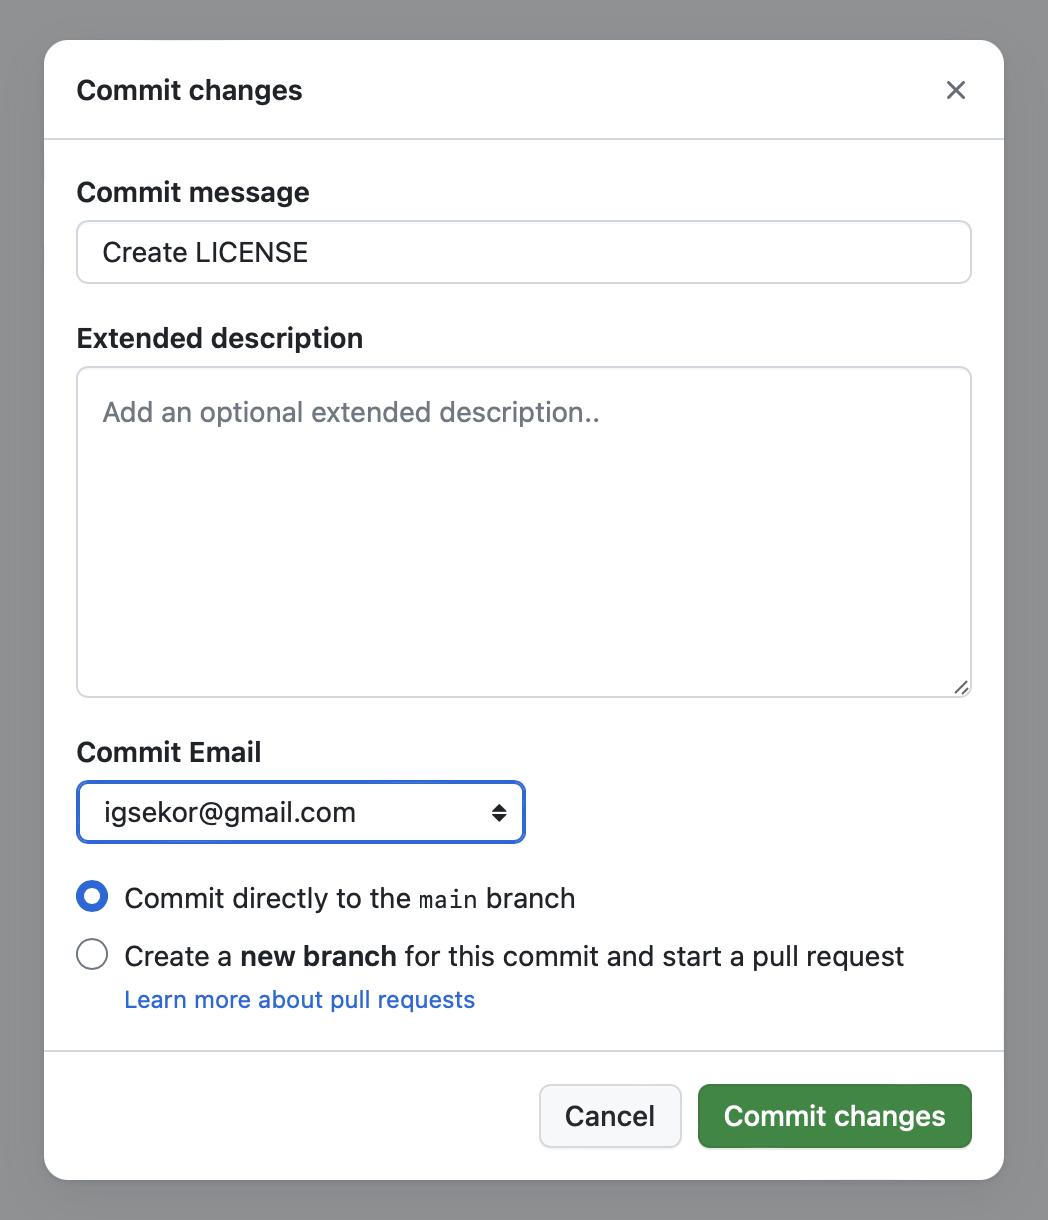 Commit changes
Commit message
Create LICENSE
Extended description
Add an optional extended description..
Commit Email
igsekor@gmail.com
Commit directly to the main branch
Create a new branch for this commit and start a pull request
Learn more about pull requests
Cancel
Commit changes